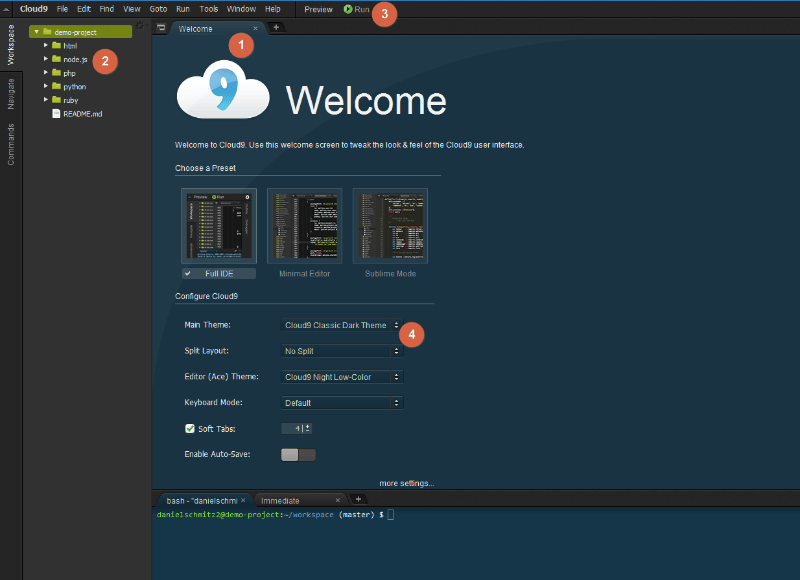 Cloud9 File Edit Find View Goto Run Tools Window Help Preview Run 3
Workspace
Navigate
Commands
demo-project
html
node.js
php
python
ruby
README.md
2
Welcome
1
9 Welcome
Welcome to Cloud9. Use this welcome screen to tweak the look & feel of the Cloud9 user interface.
Choose a Preset
Full IDE Minimal Editor Sublime Mode
Configure Cloud9
Main Theme: Cloud9 Classic Dark Theme 4
Split Layout: No Split
Editor (Ace) Theme: Cloud9 Night Low-Color
Keyboard Mode: Default
Soft Tabs: 4
Enable Auto-Save:
more settings...
bash - "danielschmi Immediate
danielschmitz2@demo-project:~/workspace (master) $